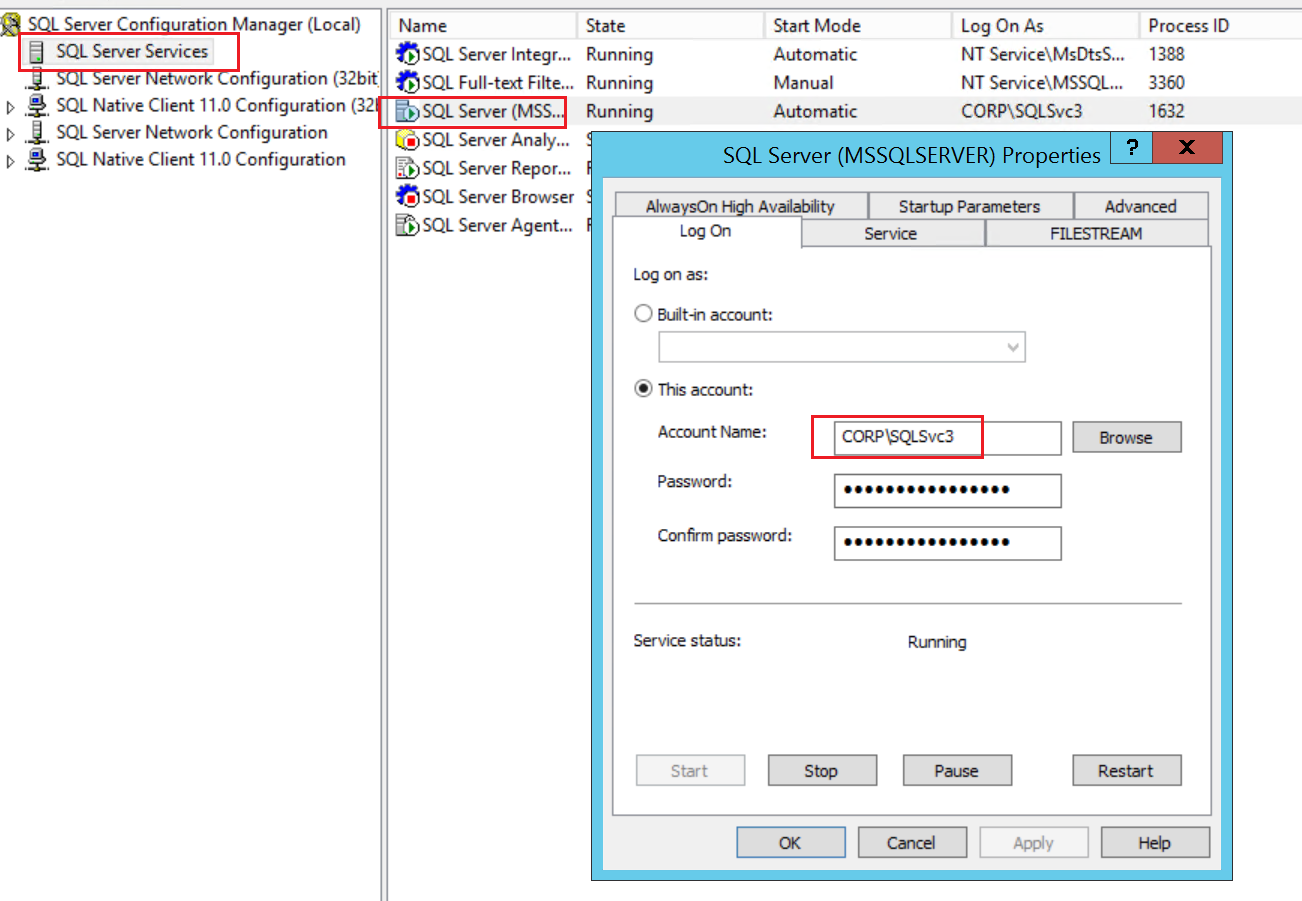 SQL Server Configuration Manager (Local)
SQL Server Services
SQL Server Network Configuration (32bit
SQL Native Client 11.0 Configuration (32b
SQL Server Network Configuration
SQL Native Client 11.0 Configuration
Name State Start Mode Log On As Process ID
SQL Server Integr... Running Automatic NT Service\MsDtsS... 1388
SQL Full-text Filte... Running Manual NT Service\MSSQL... 3360
SQL Server (MSS... Running Automatic CORP\SQLSvc3 1632
SQL Server Analy...
SQL Server Repor...
SQL Server Browser
SQL Server Agent...
SQL Server (MSSQLSERVER) Properties ? X
AlwaysOn High Availability Startup Parameters Advanced
Log On Service FILESTREAM
Log on as:
Built-in account:
This account:
Account Name: CORP\SQLSvc3 Browse
Password: ●●●●●●●●●●●●●●●●
Confirm password: ●●●●●●●●●●●●●●●●
Service status: Running
Start Stop Pause Restart
OK Cancel Apply Help